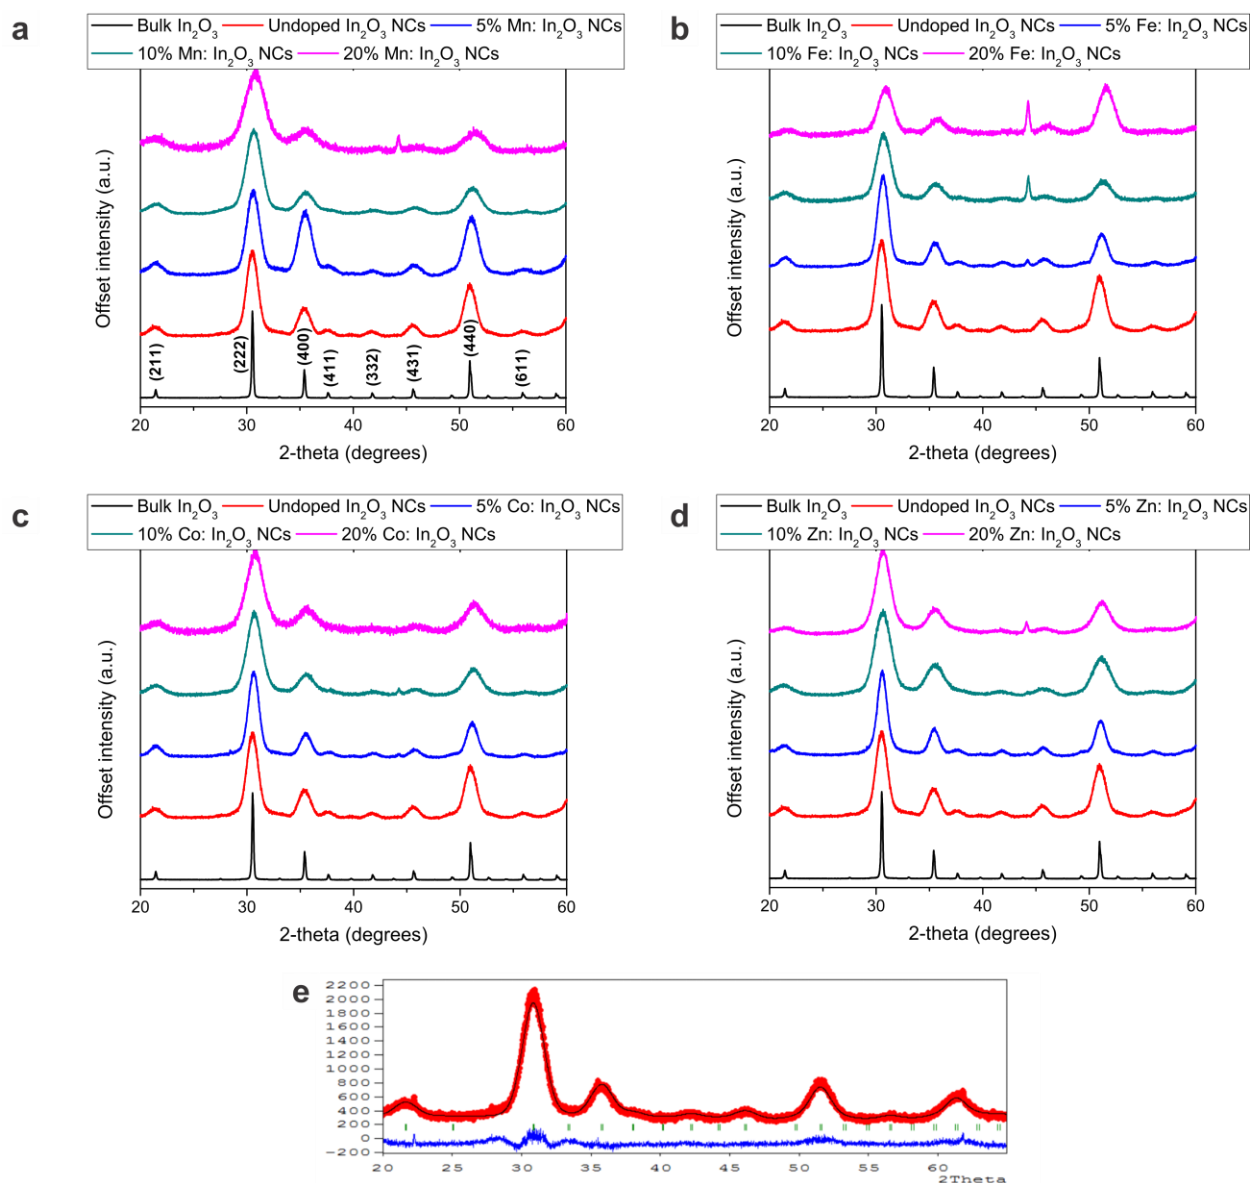 a
Bulk In₂O₃ Undoped In₂O₃ NCs 5% Mn: In₂O₃ NCs
10% Mn: In₂O₃ NCs 20% Mn: In₂O₃ NCs
Offset intensity (a.u.)
(211) (222) (400) (411) (332) (431) (440) (611)
20 30 40 50 60
2-theta (degrees)
b
Bulk In₂O₃ Undoped In₂O₃ NCs 5% Fe: In₂O₃ NCs
10% Fe: In₂O₃ NCs 20% Fe: In₂O₃ NCs
Offset intensity (a.u.)
20 30 40 50 60
2-theta (degrees)
c
Bulk In₂O₃ Undoped In₂O₃ NCs 5% Co: In₂O₃ NCs
10% Co: In₂O₃ NCs 20% Co: In₂O₃ NCs
Offset intensity (a.u.)
20 30 40 50 60
2-theta (degrees)
d
Bulk In₂O₃ Undoped In₂O₃ NCs 5% Zn: In₂O₃ NCs
10% Zn: In₂O₃ NCs 20% Zn: In₂O₃ NCs
Offset intensity (a.u.)
20 30 40 50 60
2-theta (degrees)
e
2200
2000
1800
1600
1400
1200
1000
800
600
400
200
0
-200
20 25 30 35 40 45 50 55 60
2Theta